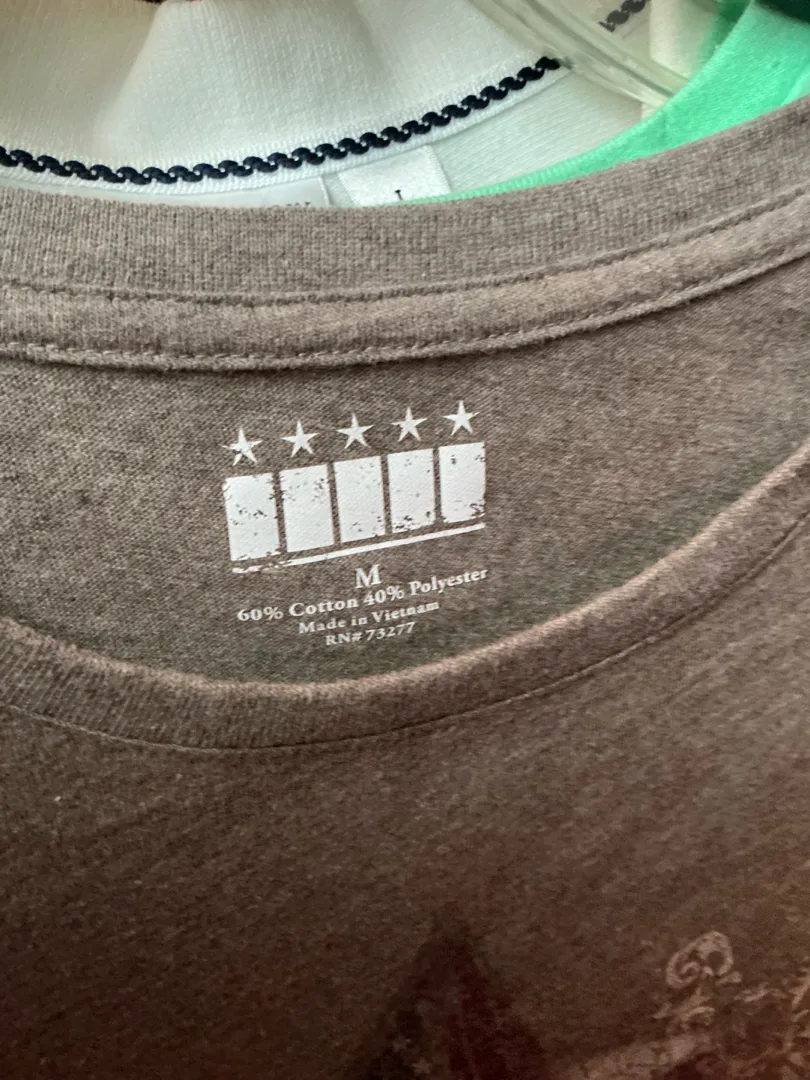 L
M
60% Cotton 40% Polyester
Made in Vietnam
RN# 73277